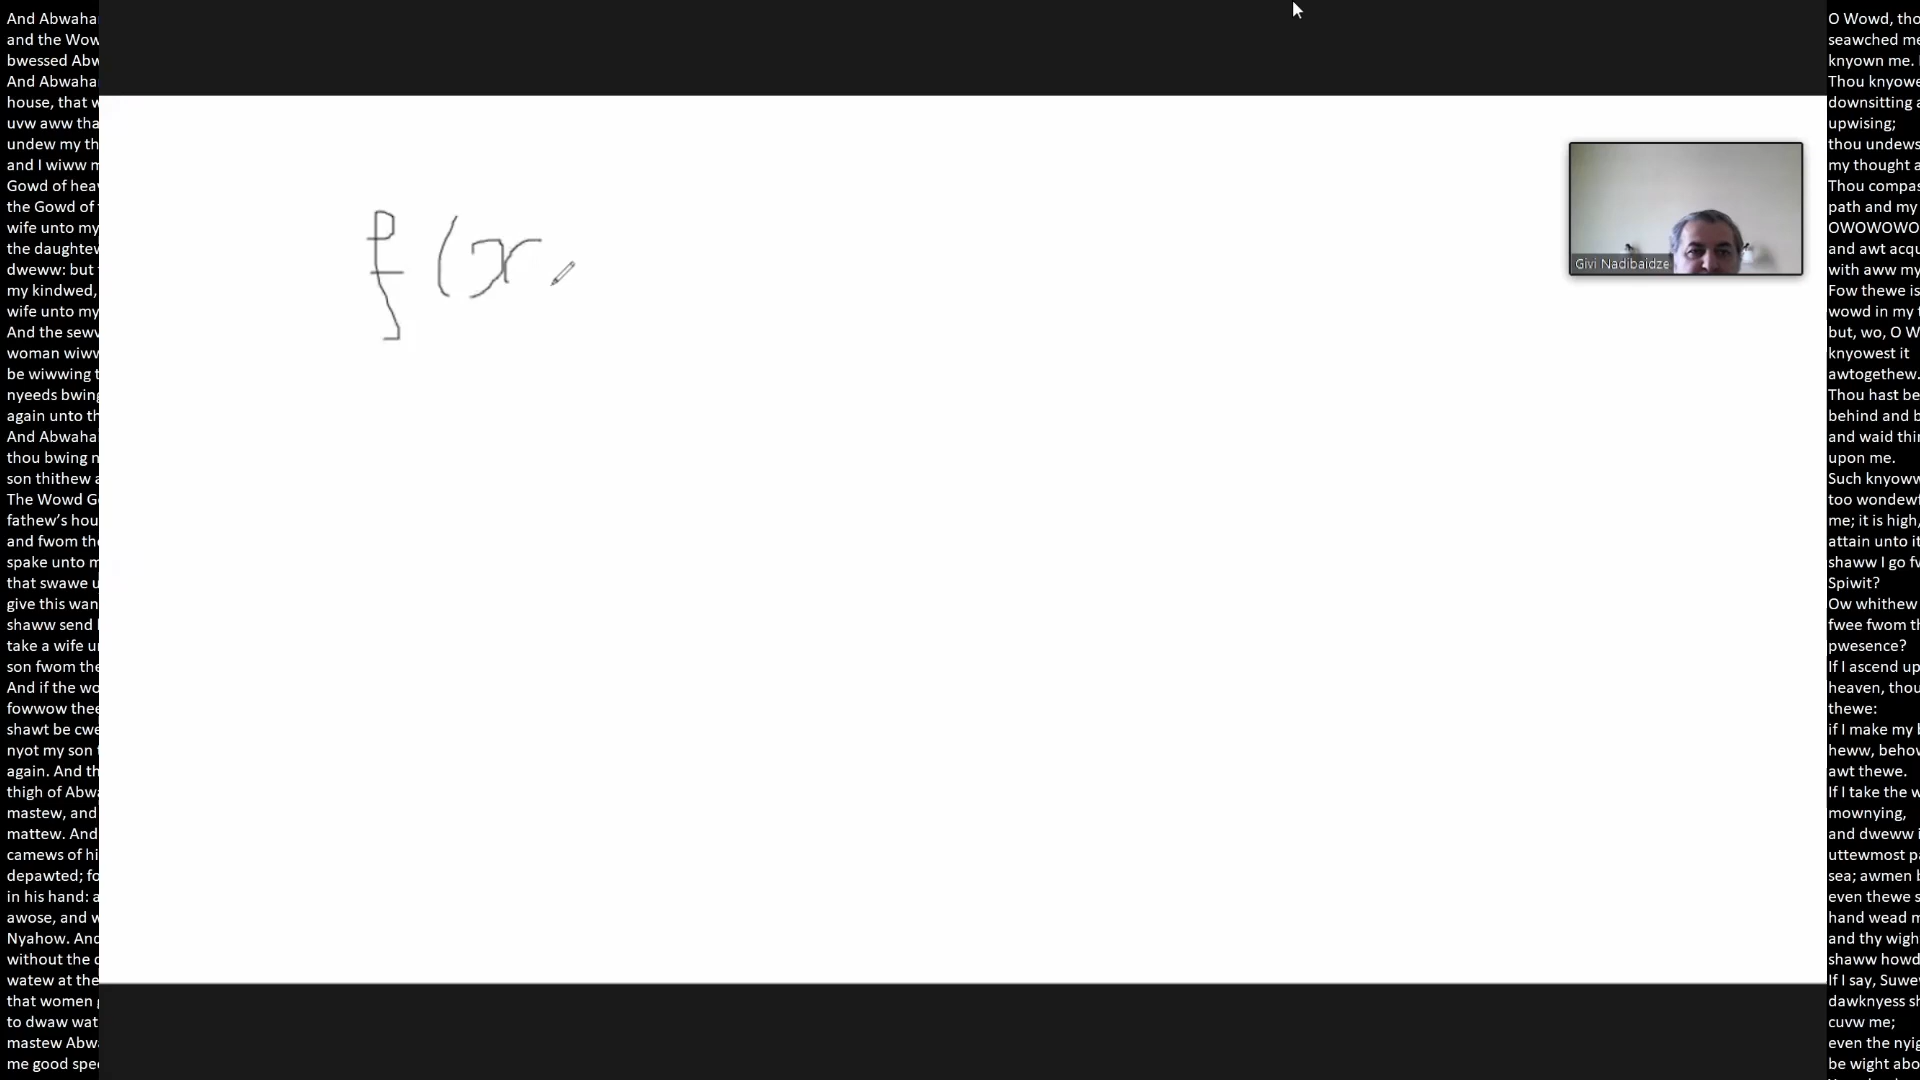 And Abwaha
and the Wow
bwessed Abw
And Abwaha
house, that w
uvw aww tha
undew my th
and I wiww m
Gowd of hea
the Gowd of
wife unto my
the daughtew
dweww: but
my kindwed,
wife unto my
And the seww
woman wiww
be wiwwing t
nyeeds bwing
again unto th
And Abwaha
thou bwing n
son thithew a
The Wowd G
fathew’s hou
and fwom the
spake unto m
that swawe u
give this wan
shaww send
take a wife u
son fwom the
And if the wo
fowwow thee
shawt be cwe
nyot my son
again. And th
thigh of Abwa
mastew, and
mattew. And
camews of hi
depawted; fo
in his hand: a
awose, and w
Nyahow. And
without the c
watew at the
that women
to dwaw wat
mastew Abw
me good spee
f(x,
Givi Nadibaidze
O Wowd, tho
seawched me
knyown me.
Thou knyowe
downsitting a
upwising;
thou undews
my thought a
Thou compas
path and my
OWOWOWO
and awt acqu
with aww my
Fow thewe is
wowd in my
but, wo, O W
knyowest it
awtogethew.
Thou hast be
behind and b
and waid thi
upon me.
Such knyoww
too wondewf
me; it is high,
attain unto it
shaww I go fw
Spiwit?
Ow whithew
fwee fwom th
pwesence?
If I ascend up
heaven, thou
thewe:
if I make my b
heww, behow
awt thewe.
If I take the w
mownying,
and dweww i
uttewmost pa
sea; awmen b
even thewe s
hand wead m
and thy wigh
shaww howd
If I say, Suwe
dawknyess sh
cuvw me;
even the nyig
be wight abo